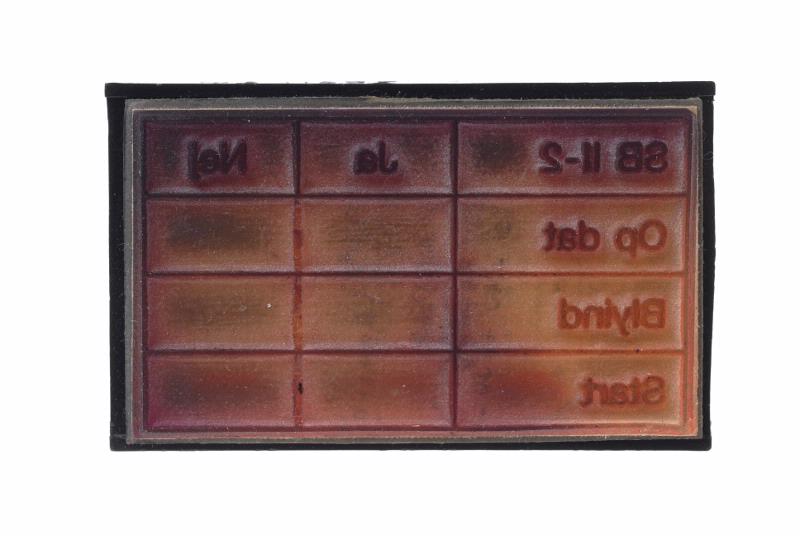 SB II-2 Ja Nej
Op dat
Blyind
Start